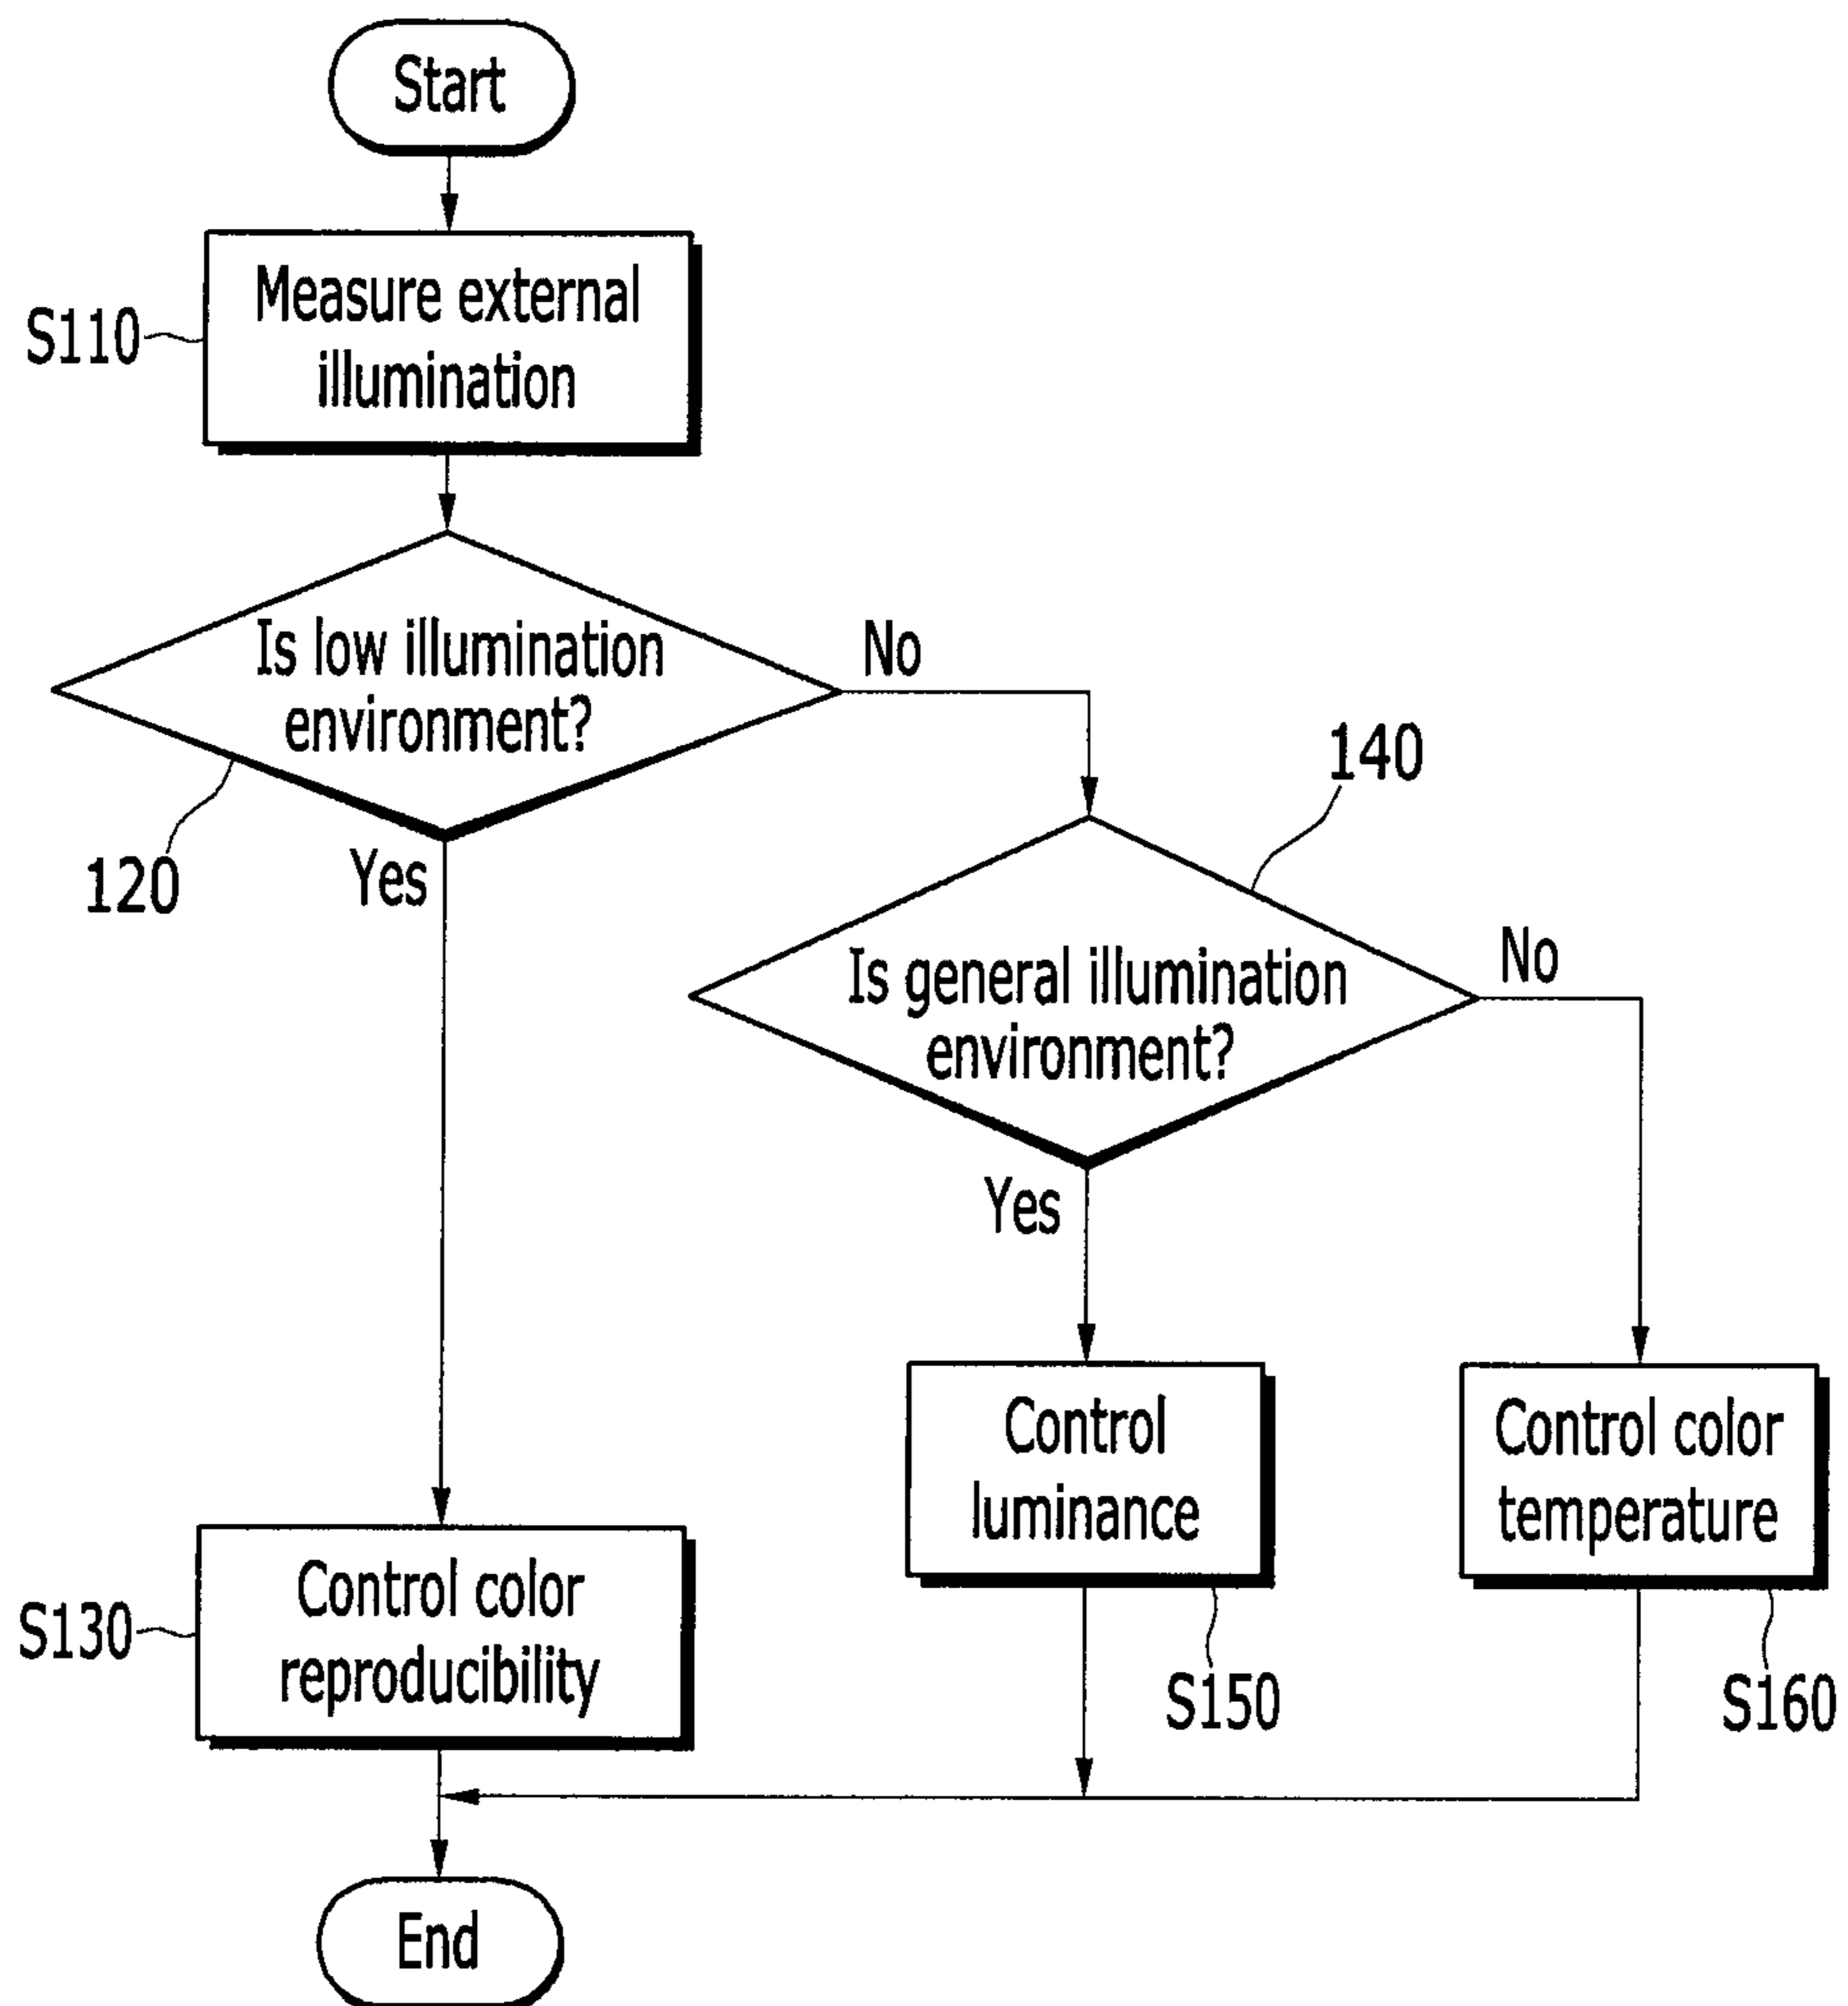 Start
S110
Measure external
illumination
Is low illumination
environment?
No
120
Yes
140
Is general illumination
environment?
No
Yes
Control
luminance
Control color
temperature
S130
Control color
reproducibility
S150
S160
End